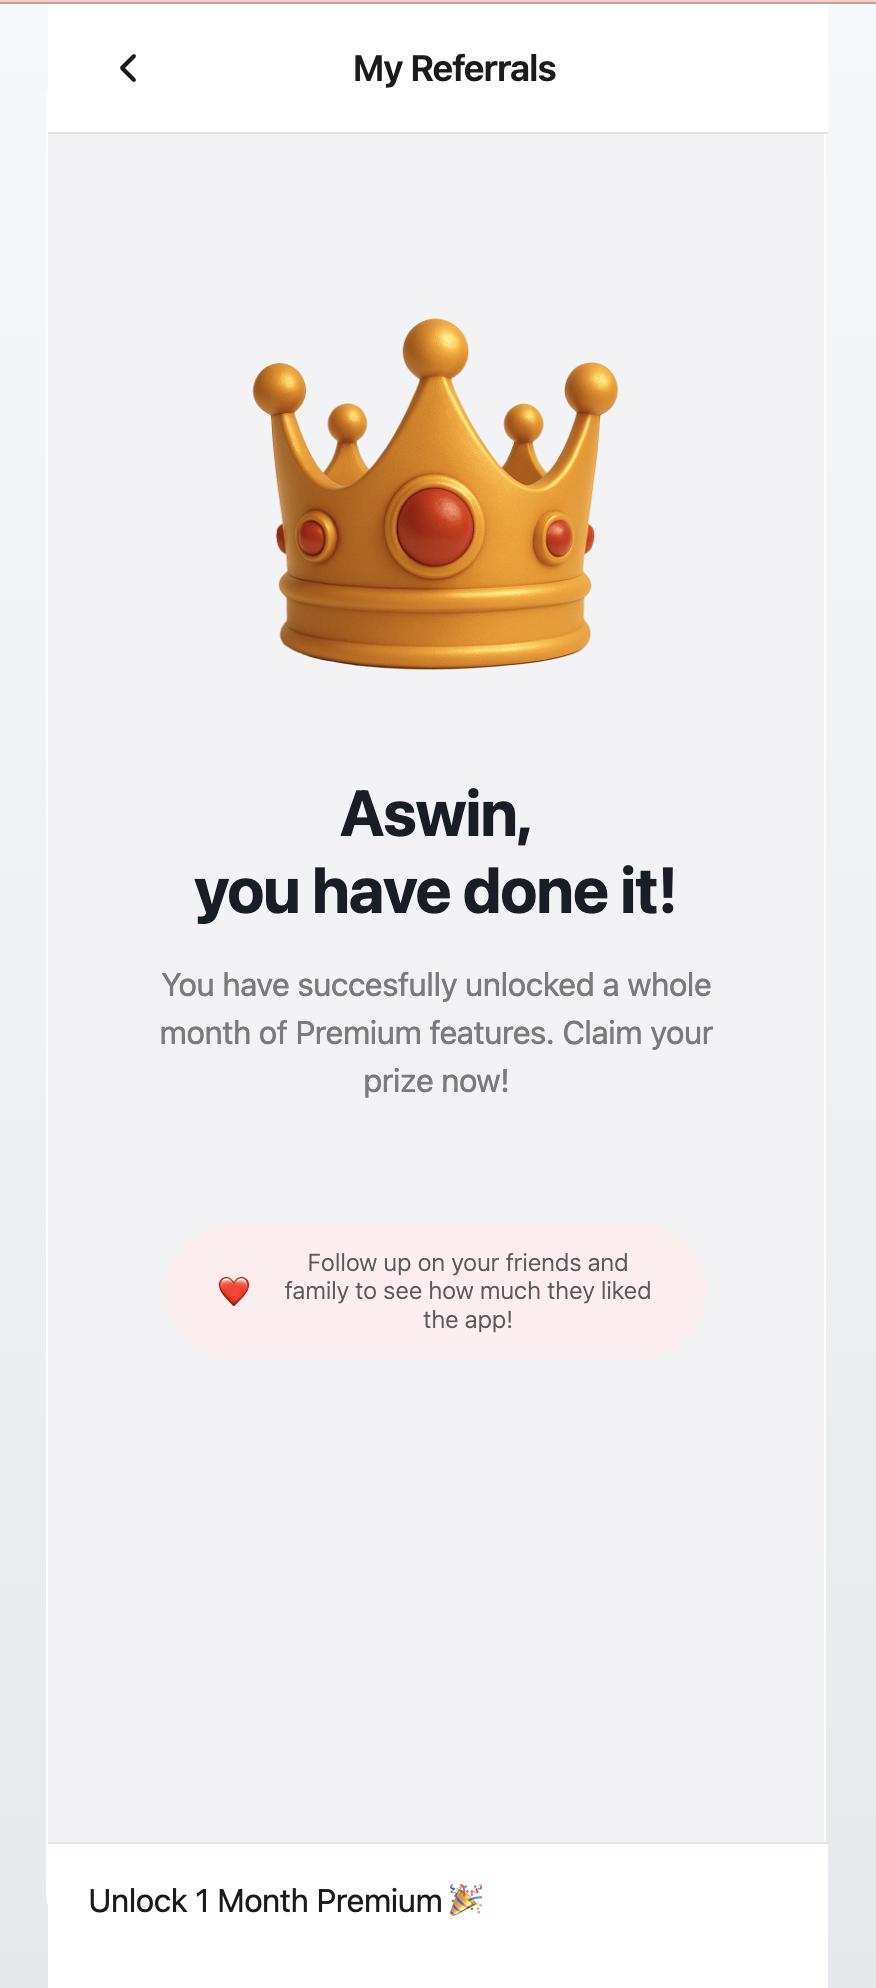 My Referrals
Aswin,
you have done it!
You have succesfully unlocked a whole
month of Premium features. Claim your
prize now!
❤️ Follow up on your friends and
family to see how much they liked
the app!
Unlock 1 Month Premium 🎉